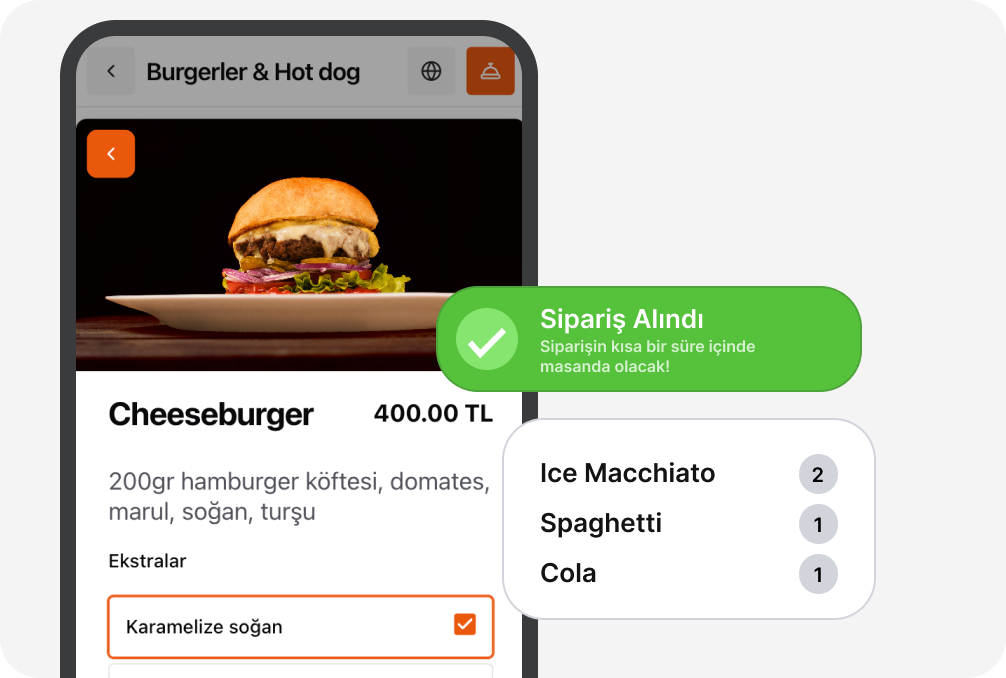 Burgerler & Hot dog
Sipariş Alındı
Siparişin kısa bir süre içinde
masanda olacak!
Cheeseburger
400.00 TL
200gr hamburger köftesi, domates,
marul, soğan, turşu
Ekstralar
Karamelize soğan
Ice Macchiato 2
Spaghetti 1
Cola 1